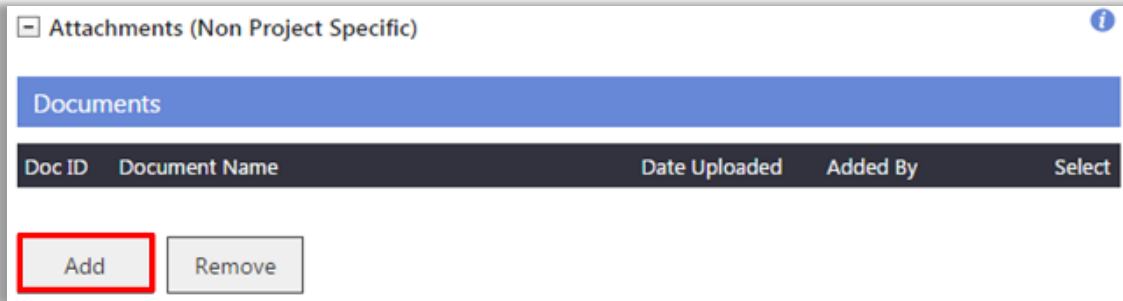 Attachments (Non Project Specific)
Documents
Doc ID Document Name Date Uploaded Added By Select
Add Remove